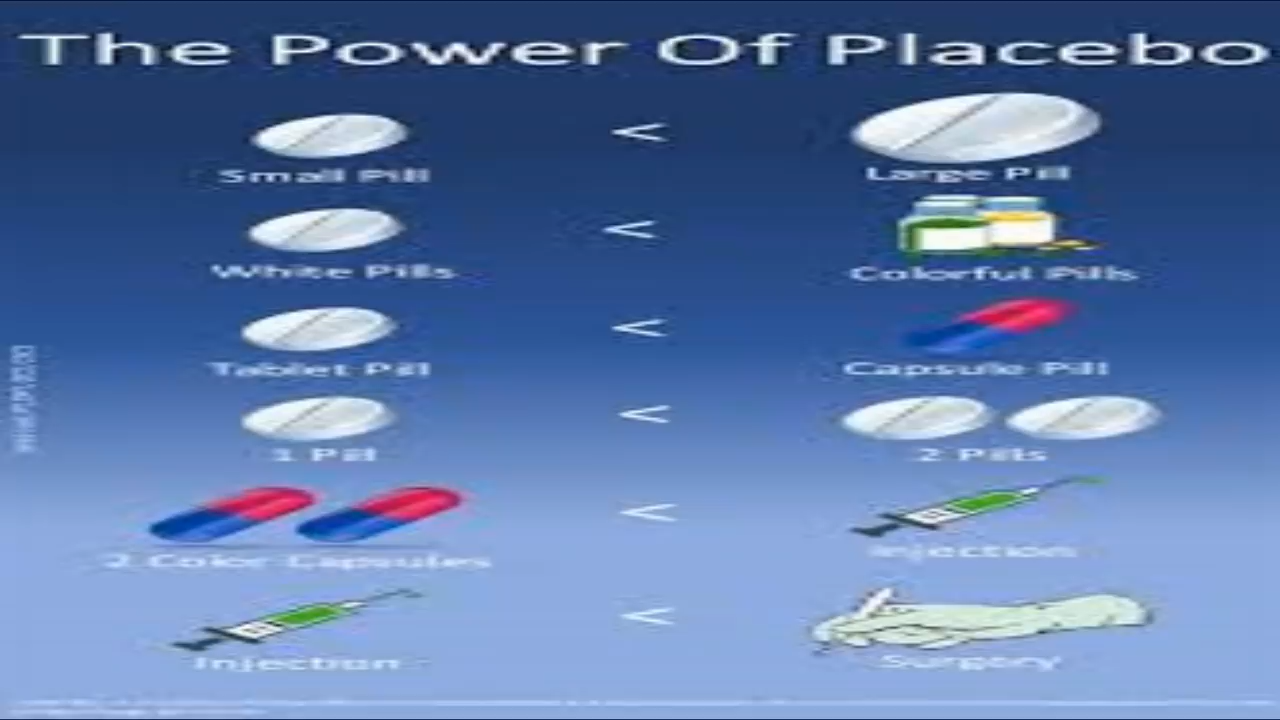 The Power Of Placebo
<
Small Pill
Large Pill
<
White Pills
Colorful Pills
<
Tablet Pill
Capsule Pill
<
1 Pill
2 Pills
<
2 Color Capsules
Injection
<
Injection
Surgery